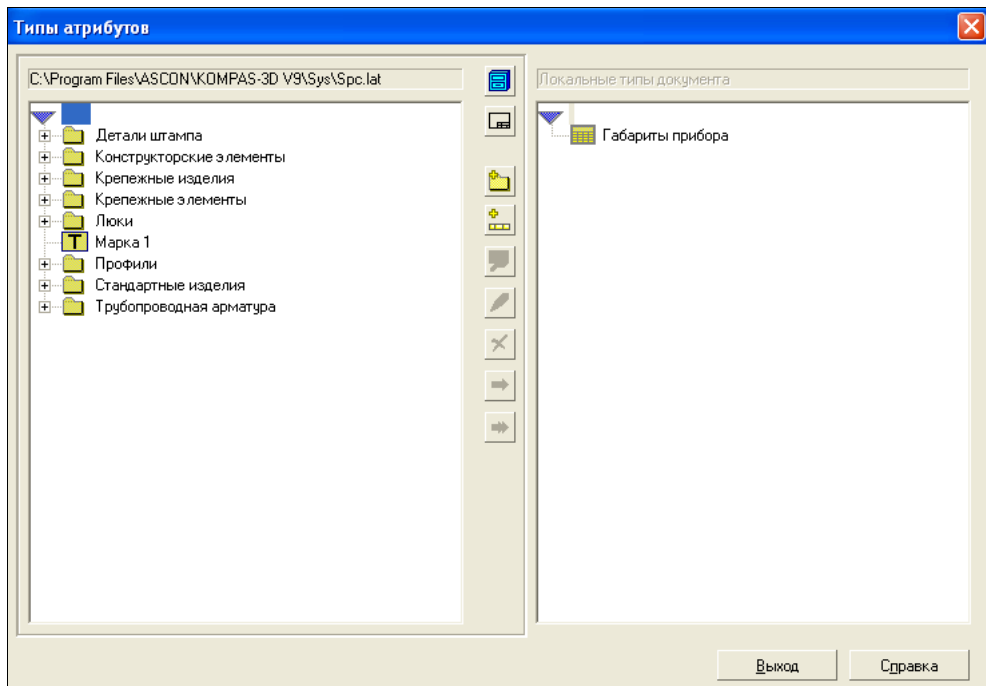 Типы атрибутов
C:\Program Files\ASCON\KOMPAS-3D V9\Sys\Spc.lat
Детали штампа
Конструкторские элементы
Крепежные изделия
Крепежные элементы
Люки
T Марка 1
Профили
Стандартные изделия
Трубопроводная арматура
Локальные типы документа
Габариты прибора
Выход
Справка